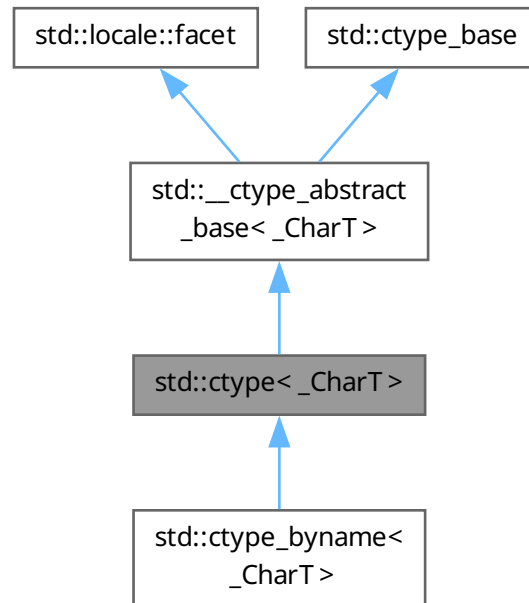 std::locale::facet
std::ctype_base
std::__ctype_abstract
_base< _CharT >
std::ctype< _CharT >
std::ctype_byname<
_CharT >